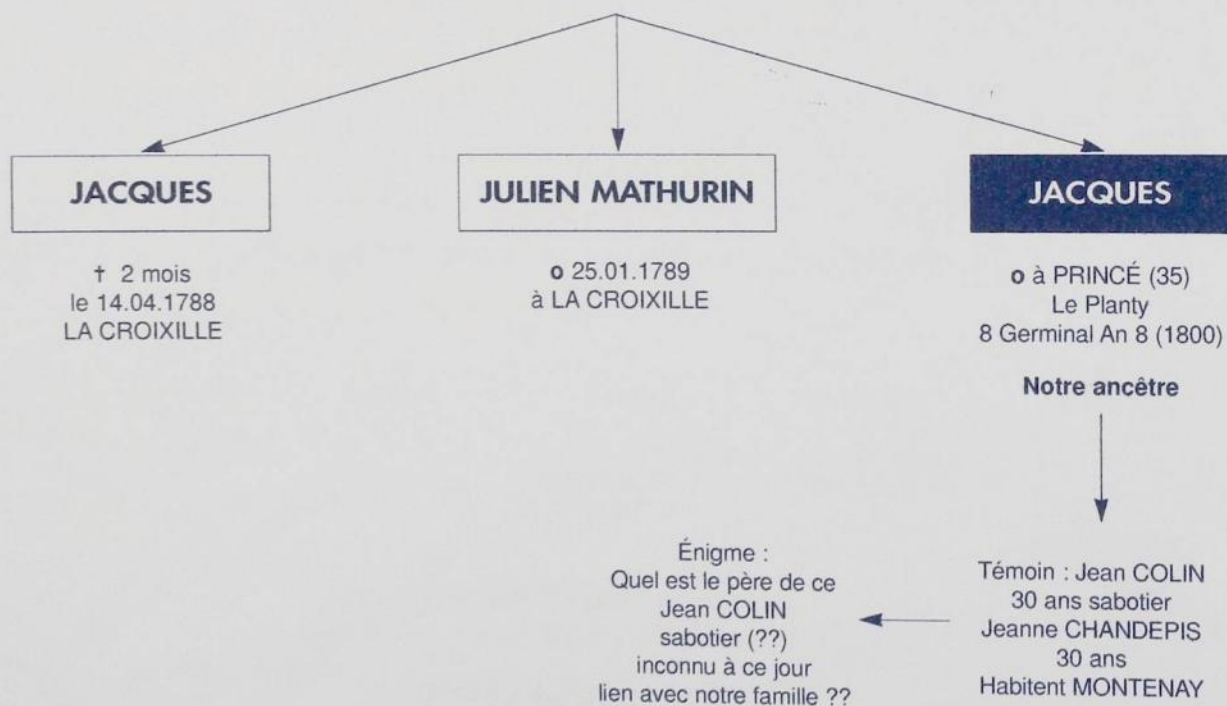 JACQUES
† 2 mois
le 14.04.1788
LA CROIXILLE
JULIEN MATHURIN
o 25.01.1789
à LA CROIXILLE
JACQUES
o à PRINCÉ (35)
Le Planty
8 Germinal An 8 (1800)
Notre ancêtre
Témoin : Jean COLIN
30 ans sabotier
Jeanne CHANDEPIS
30 ans
Habitent MONTENAY
Énigme :
Quel est le père de ce
Jean COLIN
sabotier (??)
inconnu à ce jour
lien avec notre famille ??